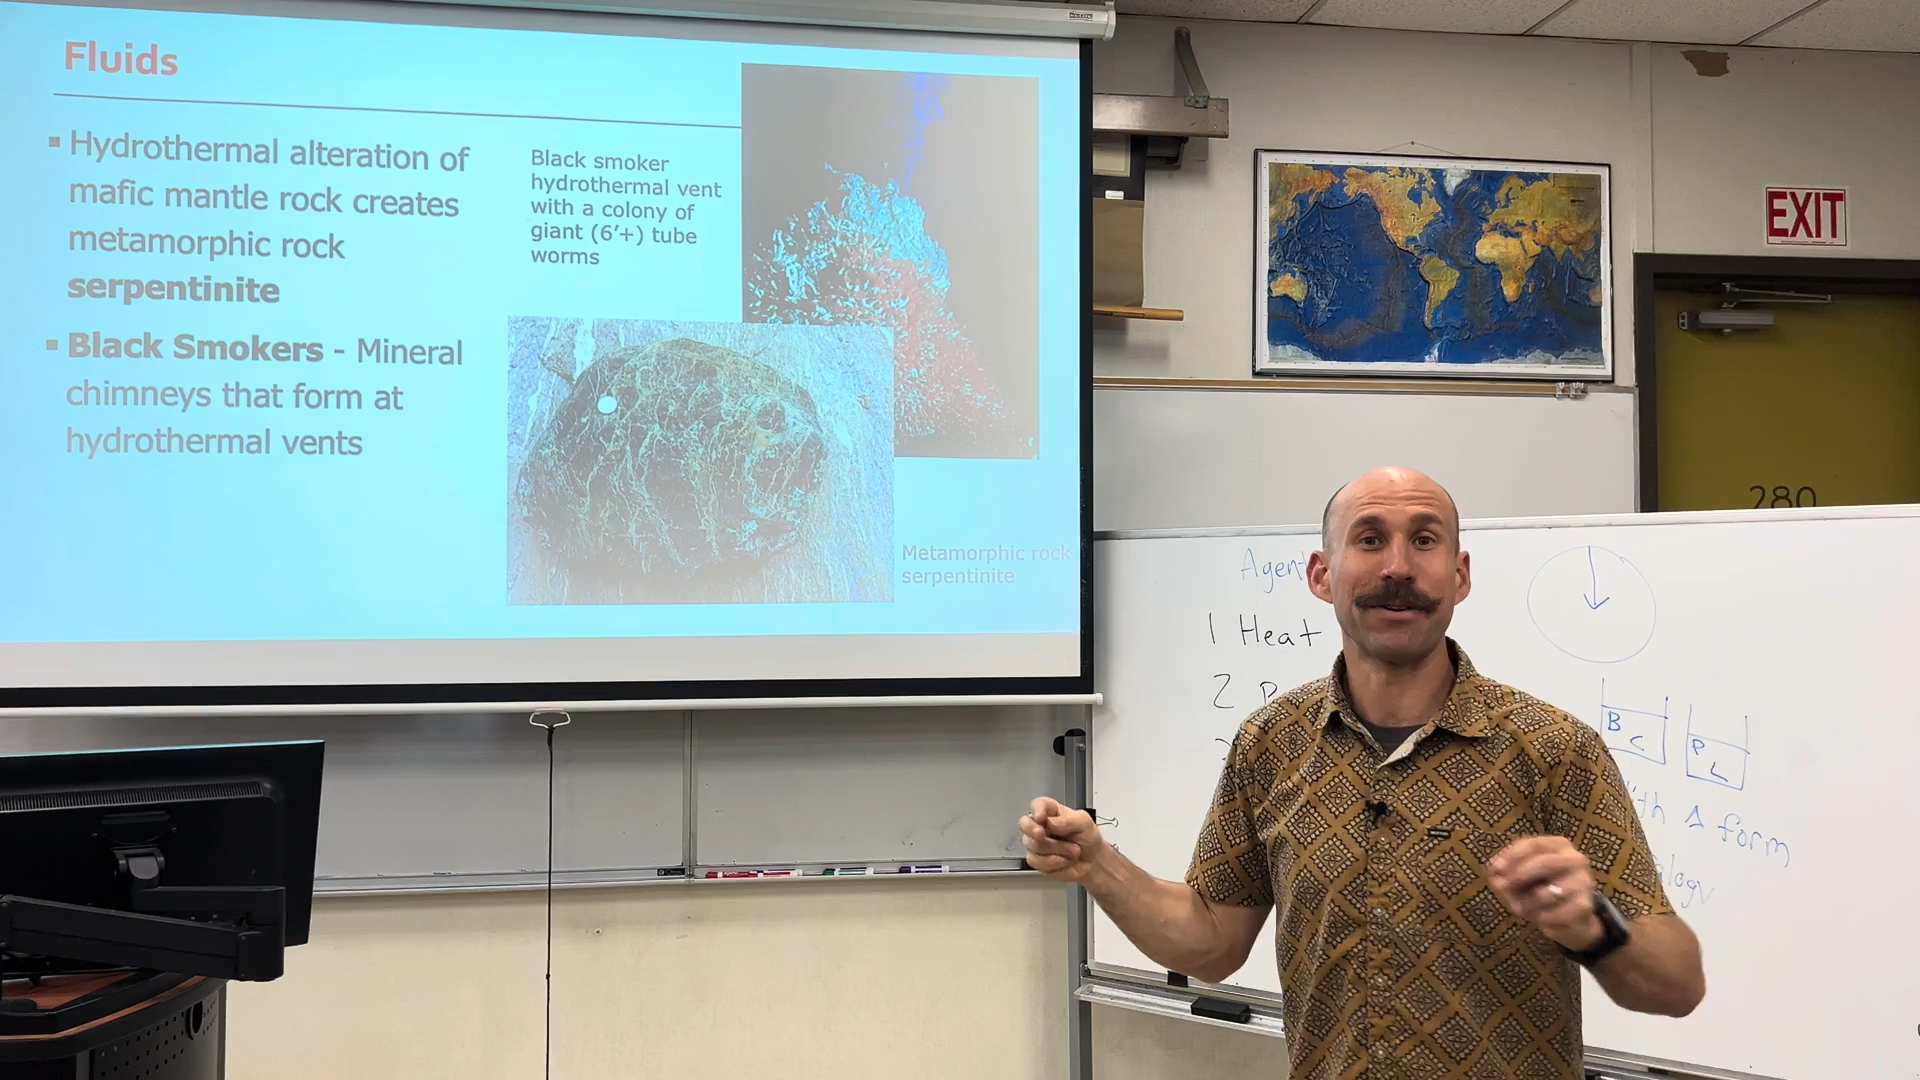 Fluids
▪ Hydrothermal alteration of
mafic mantle rock creates
metamorphic rock
serpentinite
▪ Black Smokers - Mineral
chimneys that form at
hydrothermal vents
Black smoker
hydrothermal vent
with a colony of
giant (6'+) tube
worms
Metamorphic rock
serpentinite
EXIT
280
Agent
1 Heat
2 P
B
C
P
L
1 form